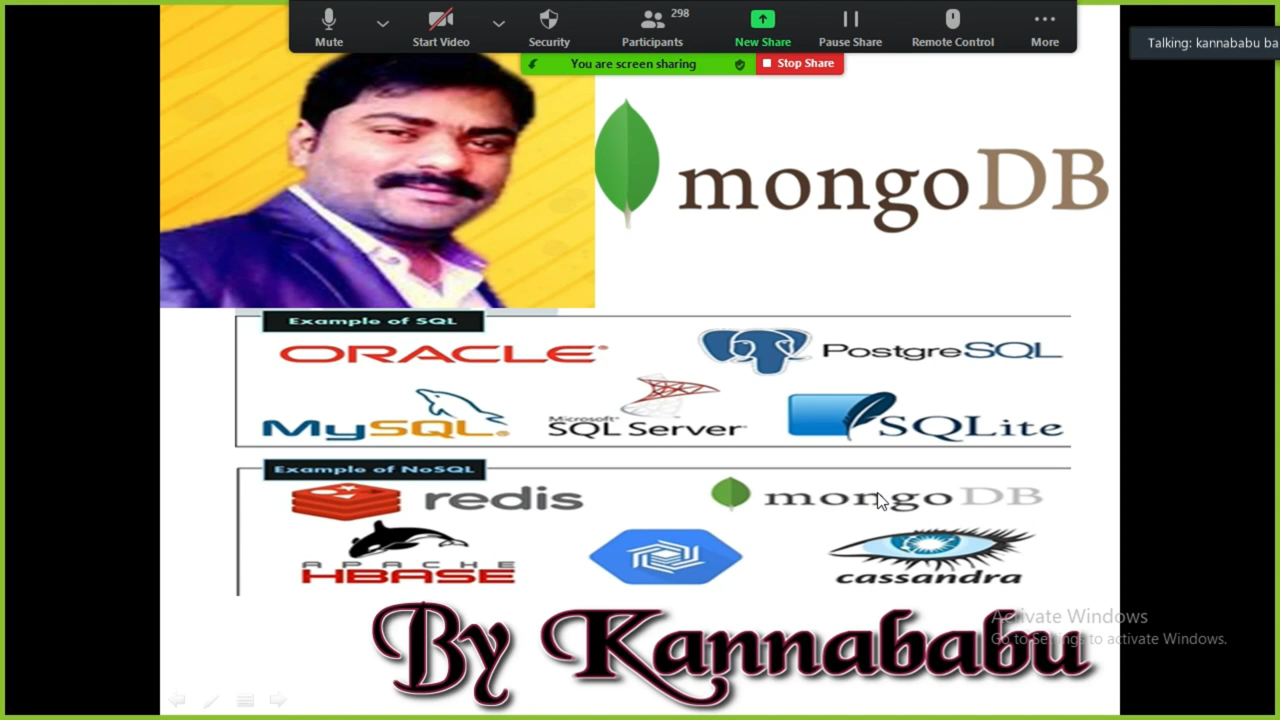 298
Mute
Start Video
Security
Participants
New Share
Pause Share
Remote Control
More
Talking: kannababu ba
You are screen sharing
Stop Share
mongoDB
Example of SQL
ORACLE®
PostgreSQL
MySQL®
Microsoft®
SQL Server®
SQLite
Example of NoSQL
redis
mongoDB
APACHE
HBASE
cassandra
By Kannababu
Activate Windows
Go to Settings to activate Windows.